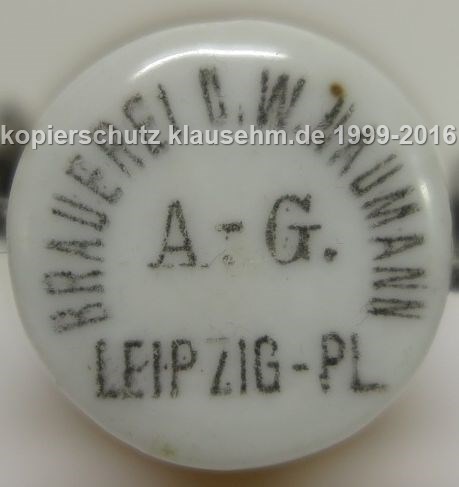 BRAUEREI C. W. NAUMANN
A.-G.
LEIPZIG-PL
kopierschutz klausehm.de 1999-2016